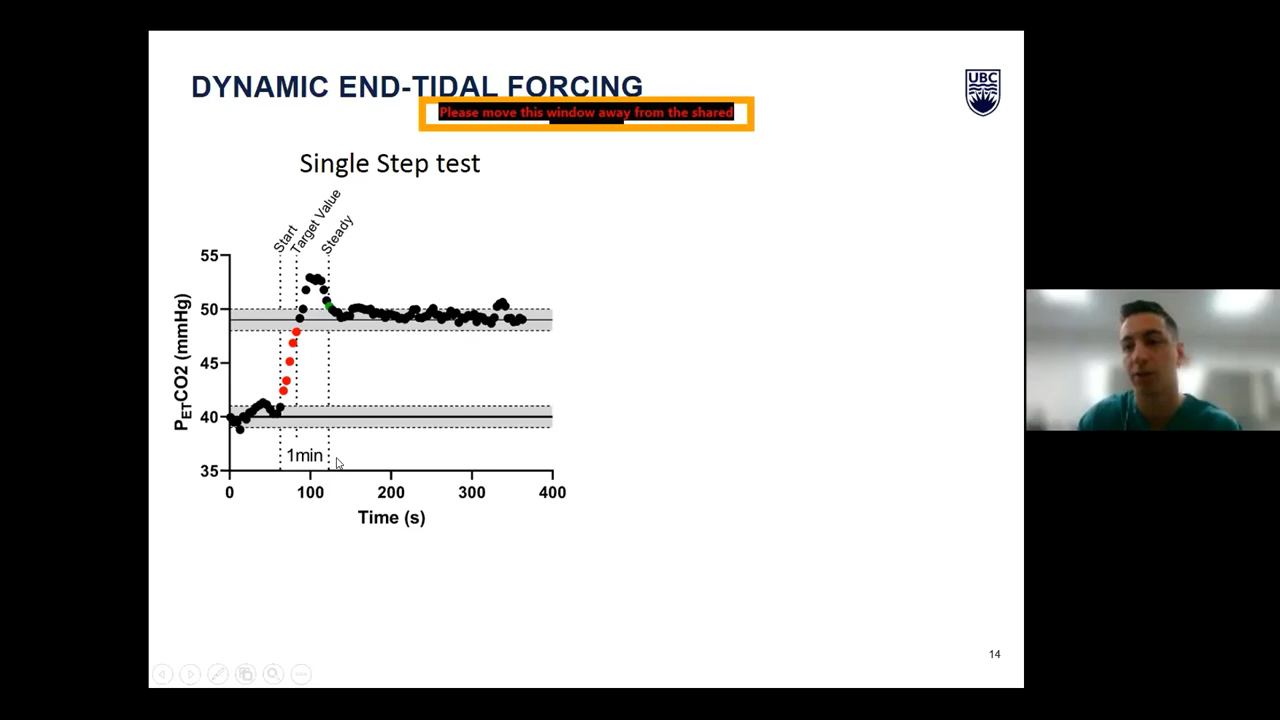 DYNAMIC END-TIDAL FORCING
UBC
Please move this window away from the shared
Single Step test
Start
Target Value
Steady
55
50
45
40
35
PETCO2 (mmHg)
1min
0
100
200
300
400
Time (s)
14